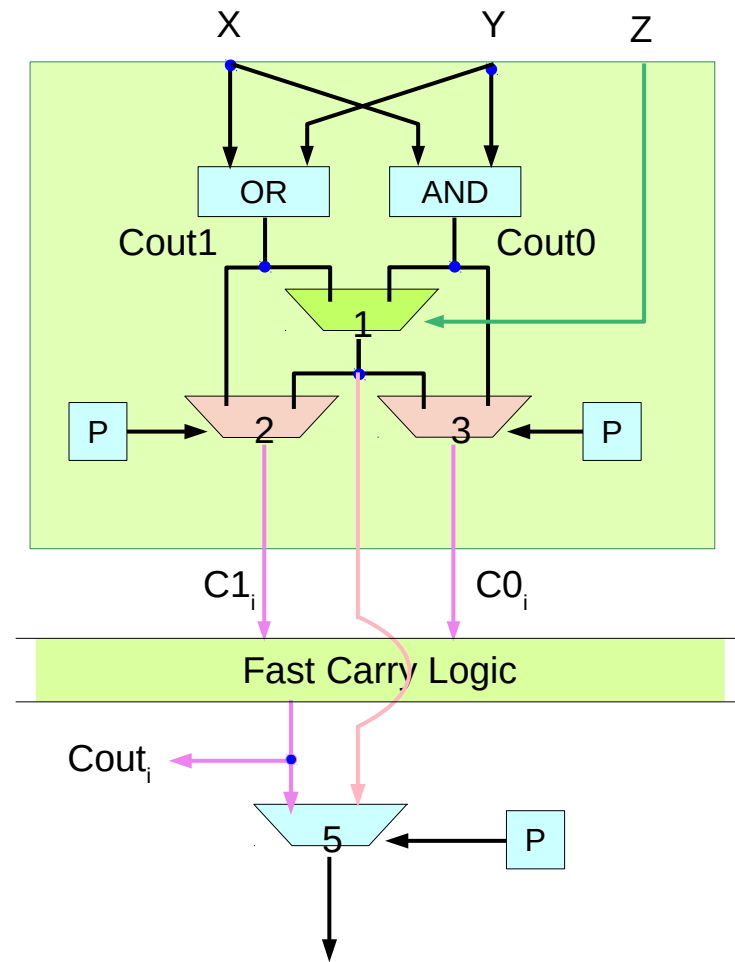 X Y Z
OR AND
Cout1 Cout0
1
P 2 3 P
C1i C0i
Fast Carry Logic
Couti
5 P